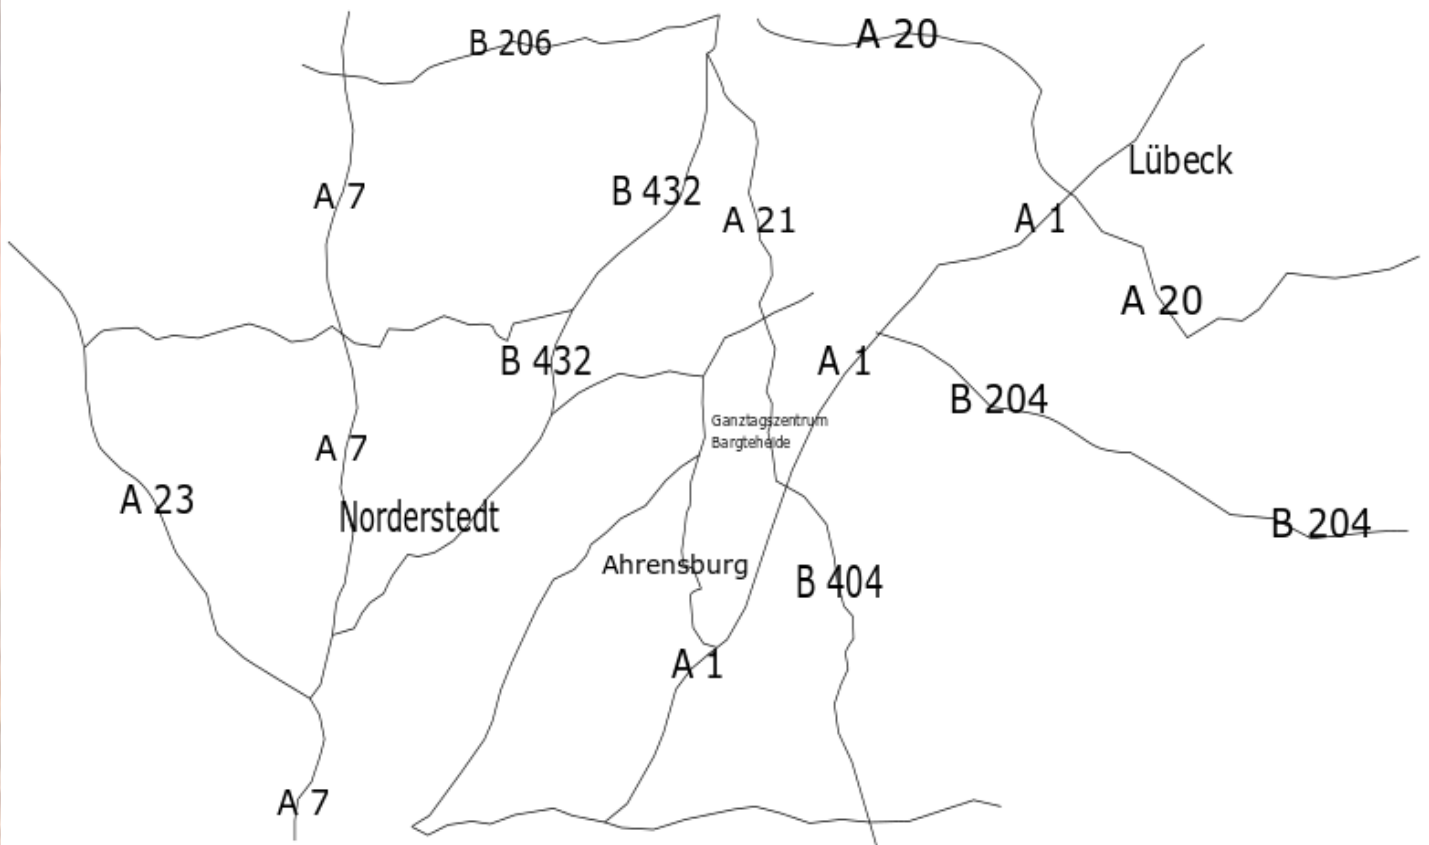 A 20
B 206
Lübeck
B 432
A 7
A 21
A 1
A 20
B 432
A 1
B 204
Ganztagszentrum
Bargteheide
A 7
A 23
Norderstedt
B 204
Ahrensburg
B 404
A 1
A 7